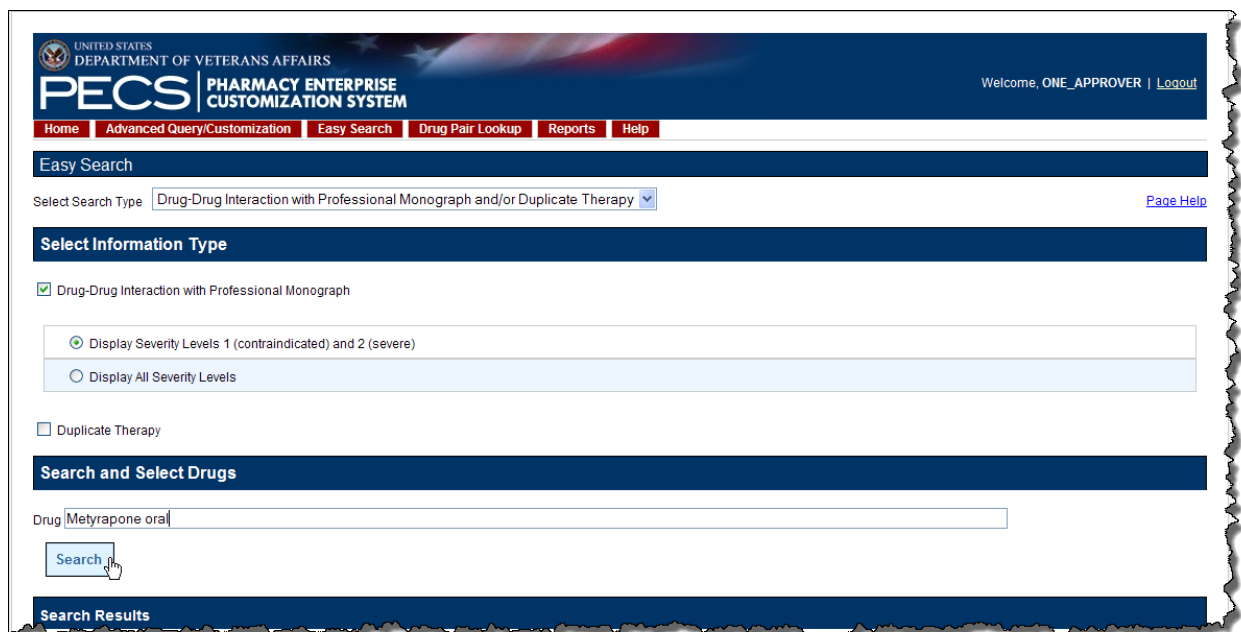 UNITED STATES
DEPARTMENT OF VETERANS AFFAIRS
PECS PHARMACY ENTERPRISE
CUSTOMIZATION SYSTEM
Welcome, ONE_APPROVER | Logout
Home Advanced Query/Customization Easy Search Drug Pair Lookup Reports Help
Easy Search
Select Search Type Drug-Drug Interaction with Professional Monograph and/or Duplicate Therapy
Page Help
Select Information Type
Drug-Drug Interaction with Professional Monograph
Display Severity Levels 1 (contraindicated) and 2 (severe)
Display All Severity Levels
Duplicate Therapy
Search and Select Drugs
Drug Metyrapone oral
Search
Search Results